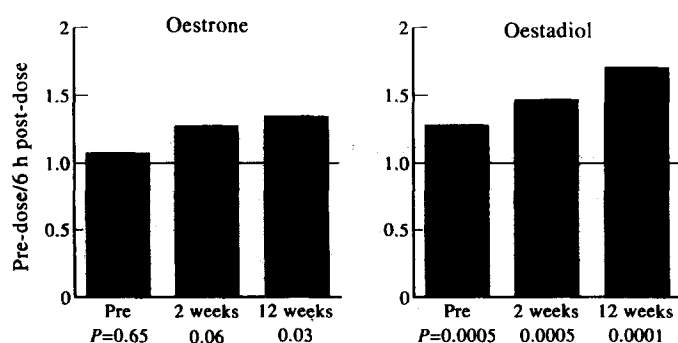 Oestrone
Pre-dose/6 h post-dose
2
1.5
1.0
0.5
0
Pre 2 weeks 12 weeks
P=0.65 0.06 0.03
Oestadiol
2
1.5
1.0
0.5
0
Pre 2 weeks 12 weeks
P=0.0005 0.0005 0.0001